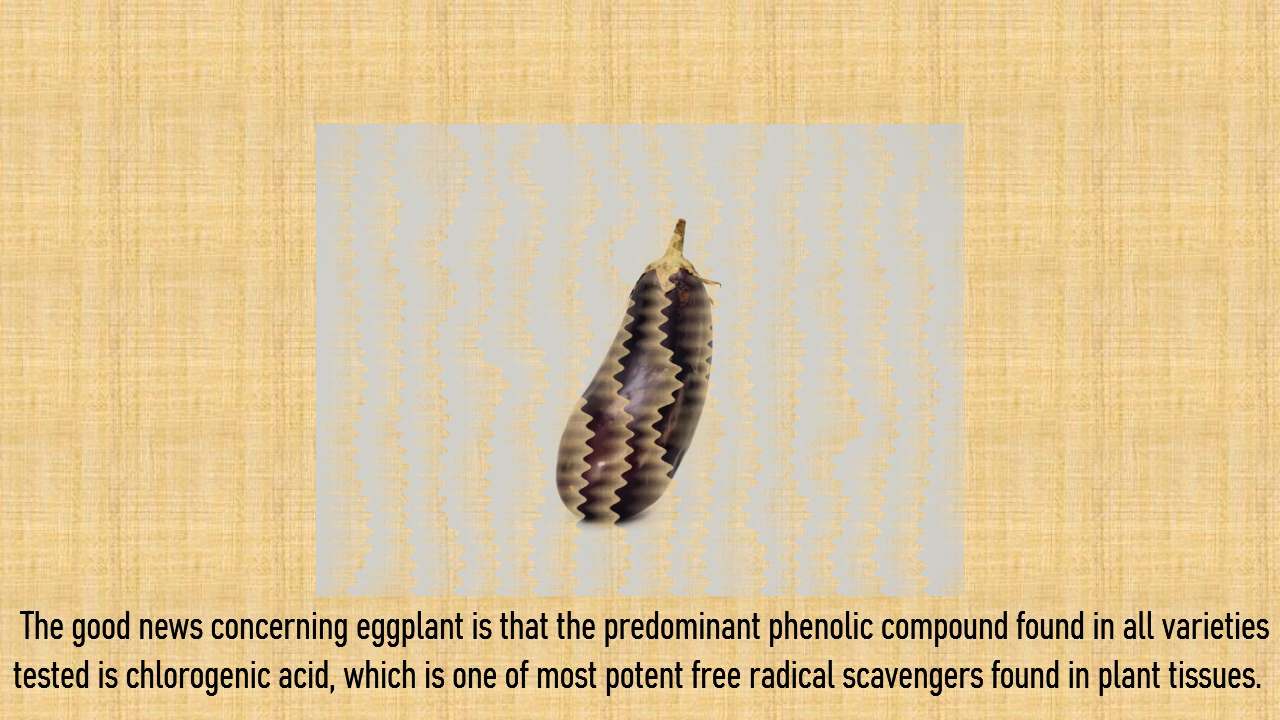 The good news concerning eggplant is that the predominant phenolic compound found in all varieties
tested is chlorogenic acid, which is one of most potent free radical scavengers found in plant tissues.